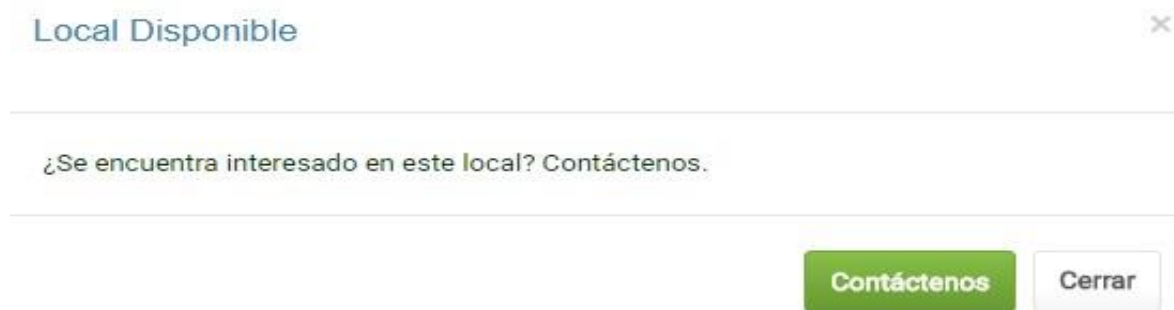 Local Disponible
×
¿Se encuentra interesado en este local? Contáctenos.
Contáctenos Cerrar